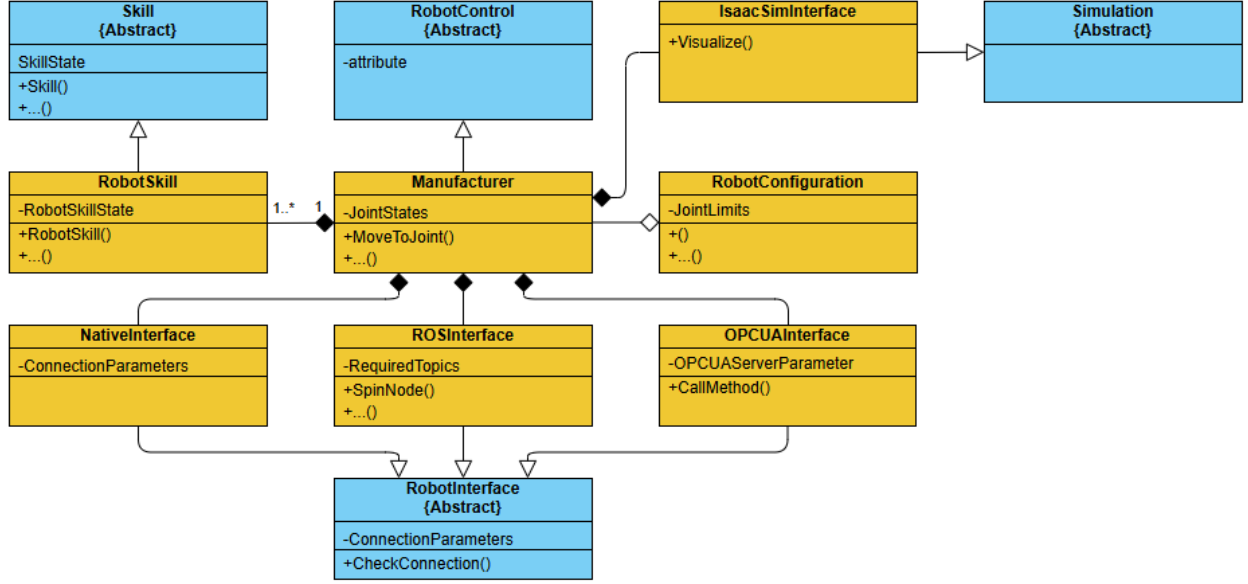 Skill
{Abstract}
SkillState
+Skill()
+...()
RobotControl
{Abstract}
-attribute
IsaacSimInterface
+Visualize()
Simulation
{Abstract}
RobotSkill
-RobotSkillState
+RobotSkill()
+...()
1..*
1
Manufacturer
-JointStates
+MoveToJoint()
+...()
RobotConfiguration
-JointLimits
+()
+...()
NativeInterface
-ConnectionParameters
ROSInterface
-RequiredTopics
+SpinNode()
+...()
OPCUAInterface
-OPCUAServerParameter
+CallMethod()
RobotInterface
{Abstract}
-ConnectionParameters
+CheckConnection()